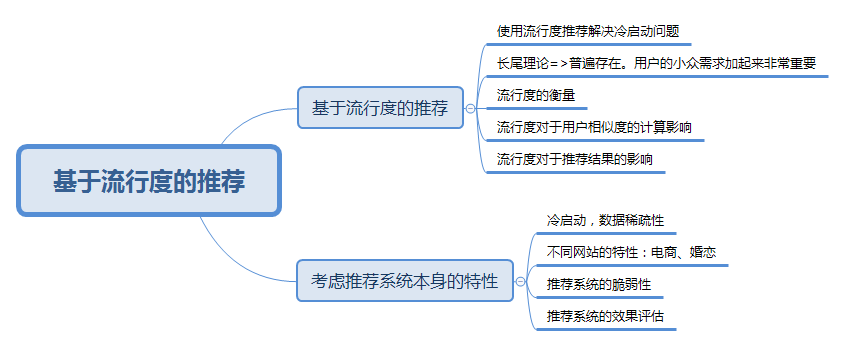 基于流行度的推荐
基于流行度的推荐
使用流行度推荐解决冷启动问题
长尾理论=>普遍存在。用户的小众需求加起来非常重要
流行度的衡量
流行度对于用户相似度的计算影响
流行度对于推荐结果的影响
考虑推荐系统本身的特性
冷启动，数据稀疏性
不同网站的特性：电商、婚恋
推荐系统的脆弱性
推荐系统的效果评估